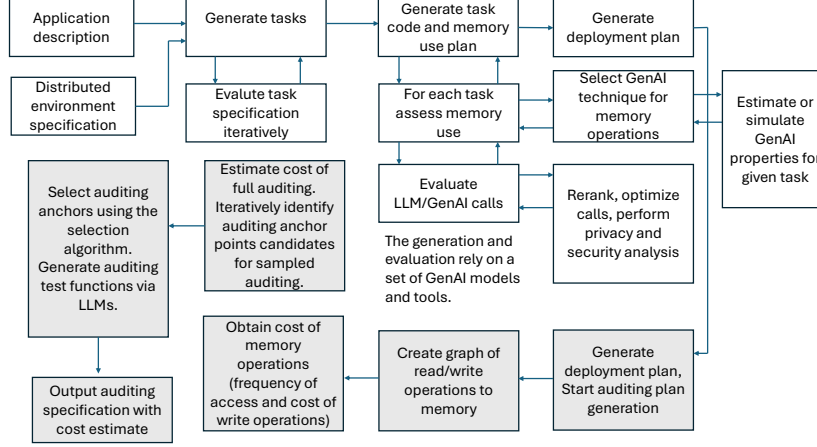 Application
description
Generate tasks
Generate task
code and memory
use plan
Generate
deployment plan
Distributed
environment
specification
Evalute task
specification
iteratively
For each task
assess memory
use
Select GenAI
technique for
memory
operations
Estimate or
simulate
GenAI
properties for
given task
Evaluate
LLM/GenAI calls
Rerank, optimize
calls, perform
privacy and
security analysis
The generation and
evaluation rely on a
set of GenAI models
and tools.
Select auditing
anchors using the
selection
algorithm.
Generate auditing
test functions via
LLMs.
Estimate cost of
full auditing.
Iteratively identify
auditing anchor
points candidates
for sampled
auditing.
Obtain cost of
memory
operations
(frequency of
access and cost of
write operations)
Create graph of
read/write
operations to
memory
Generate
deployment plan,
Start auditing plan
generation
Output auditing
specification with
cost estimate